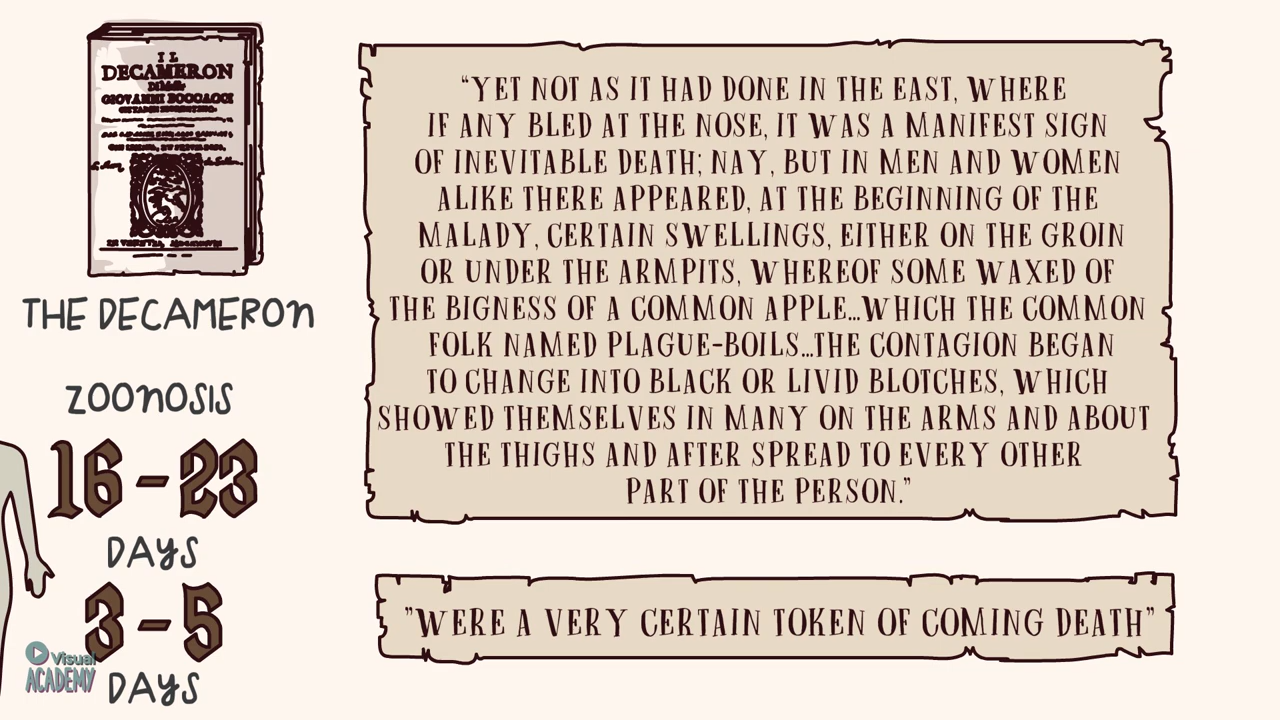 IL
DECAMERON
DI M.
GIOVANNI BOCCACCI
THE DECAMERON
ZOONOSIS
16-23
DAYS
3-5
DAYS
Visual
ACADEMY
“YET NOT AS IT HAD DONE IN THE EAST, WHERE
IF ANY BLED AT THE NOSE, IT WAS A MANIFEST SIGN
OF INEVITABLE DEATH; NAY, BUT IN MEN AND WOMEN
ALIKE THERE APPEARED, AT THE BEGINNING OF THE
MALADY, CERTAIN SWELLINGS, EITHER ON THE GROIN
OR UNDER THE ARMPITS, WHEREOF SOME WAXED OF
THE BIGNESS OF A COMMON APPLE...WHICH THE COMMON
FOLK NAMED PLAGUE-BOILS...THE CONTAGION BEGAN
TO CHANGE INTO BLACK OR LIVID BLOTCHES, WHICH
SHOWED THEMSELVES IN MANY ON THE ARMS AND ABOUT
THE THIGHS AND AFTER SPREAD TO EVERY OTHER
PART OF THE PERSON.”
"WERE A VERY CERTAIN TOKEN OF COMING DEATH"